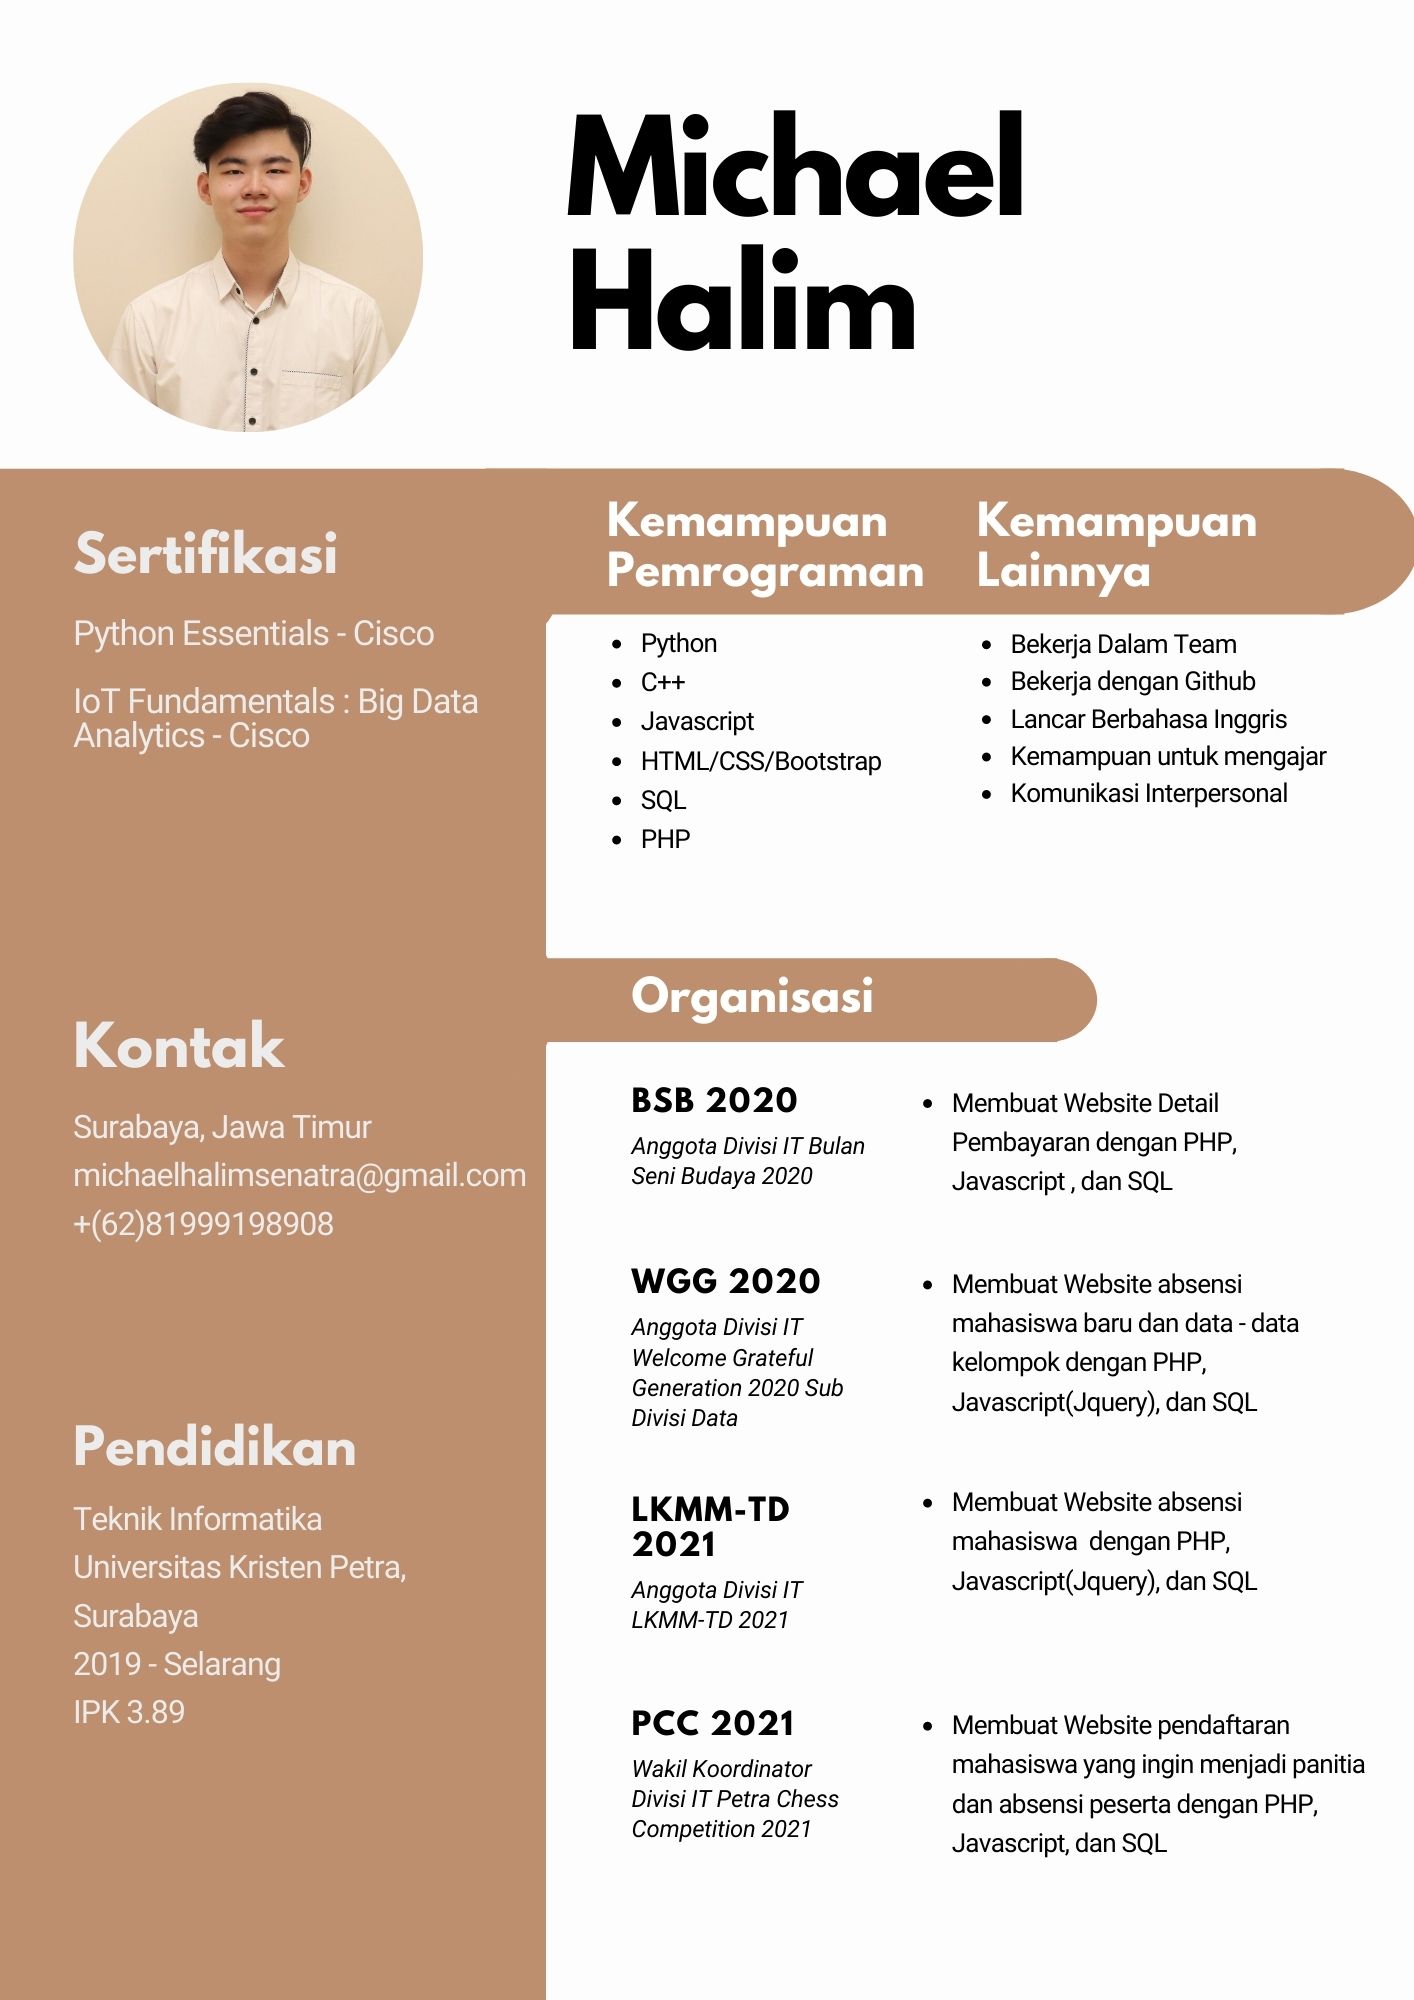 Michael
Halim
Sertifikasi
Python Essentials - Cisco
IoT Fundamentals : Big Data
Analytics - Cisco
Kontak
Surabaya, Jawa Timur
michaelhalimsenatra@gmail.com
+(62)81999198908
Pendidikan
Teknik Informatika
Universitas Kristen Petra,
Surabaya
2019 - Selarang
IPK 3.89
Kemampuan
Pemrograman
• Python
• C++
• Javascript
• HTML/CSS/Bootstrap
• SQL
• PHP
Kemampuan
Lainnya
• Bekerja Dalam Team
• Bekerja dengan Github
• Lancar Berbahasa Inggris
• Kemampuan untuk mengajar
• Komunikasi Interpersonal
Organisasi
BSB 2020
Anggota Divisi IT Bulan
Seni Budaya 2020
• Membuat Website Detail
Pembayaran dengan PHP,
Javascript , dan SQL
WGG 2020
Anggota Divisi IT
Welcome Grateful
Generation 2020 Sub
Divisi Data
• Membuat Website absensi
mahasiswa baru dan data - data
kelompok dengan PHP,
Javascript(Jquery), dan SQL
LKMM-TD
2021
Anggota Divisi IT
LKMM-TD 2021
• Membuat Website absensi
mahasiswa  dengan PHP,
Javascript(Jquery), dan SQL
PCC 2021
Wakil Koordinator
Divisi IT Petra Chess
Competition 2021
• Membuat Website pendaftaran
mahasiswa yang ingin menjadi panitia
dan absensi peserta dengan PHP,
Javascript, dan SQL